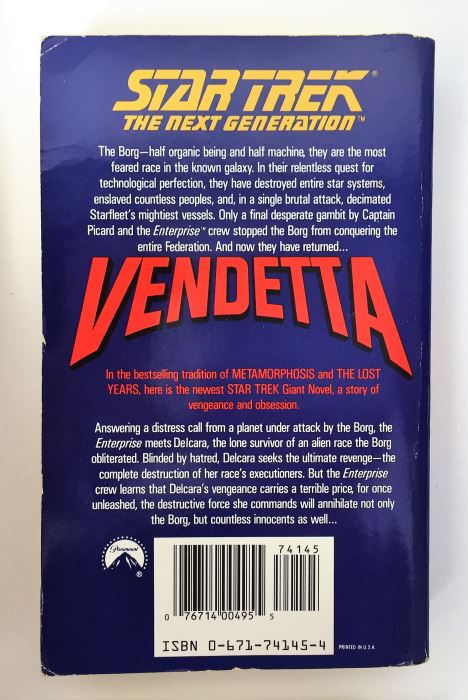 STAR TREK®
THE NEXT GENERATION™
The Borg—half organic being and half machine, they are the most
feared race in the known galaxy. In their relentless quest for
technological perfection, they have destroyed entire star systems,
enslaved countless peoples, and, in a single brutal attack, decimated
Starfleet's mightiest vessels. Only a final desperate gambit by Captain
Picard and the Enterprise™ crew stopped the Borg from conquering the
entire Federation. And now they have returned...
VENDETTA
In the bestselling tradition of METAMORPHOSIS and THE LOST
YEARS, here is the newest STAR TREK Giant Novel, a story of
vengeance and obsession.
Answering a distress call from a planet under attack by the Borg, the
Enterprise meets Delcara, the lone survivor of an alien race the Borg
obliterated. Blinded by hatred, Delcara seeks the ultimate revenge—the
complete destruction of her race's executioners. But the Enterprise
crew learns that Delcara's vengeance carries a terrible price, for once
unleashed, the destructive force she commands will annihilate not only
the Borg, but countless innocents as well...
Paramount
®
74145
0 76714 00495 5
ISBN 0-671-74145-4
PRINTED IN U.S.A.